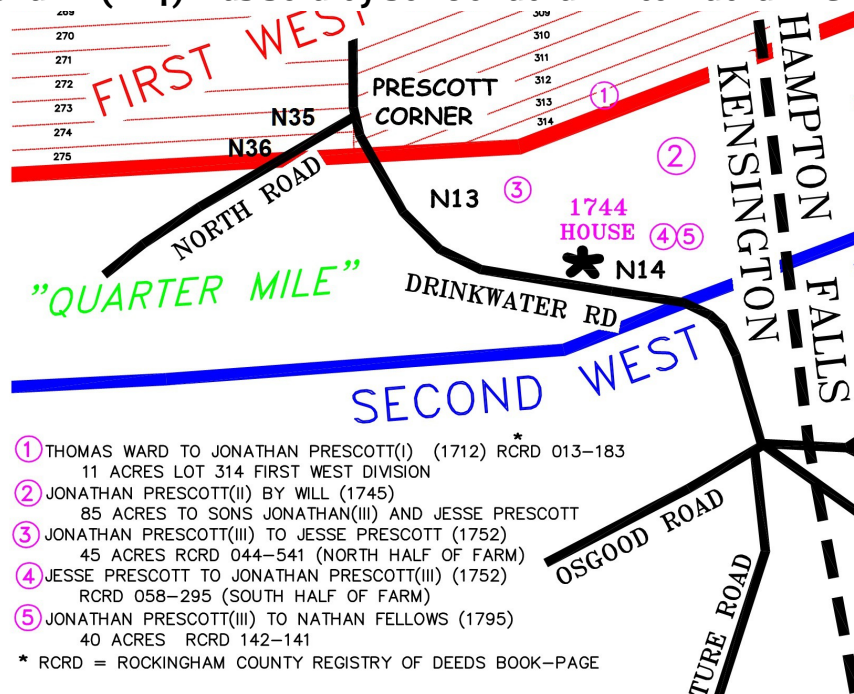 269
270
271
272
273
274
275
FIRST WEST
309
310
311
312
313
314
PRESCOTT
CORNER
N35
N36
NORTH ROAD
N13
1
2
3
1744
HOUSE
4 5
N14
HAMPTON FALLS
KENSINGTON
"QUARTER MILE"
DRINKWATER RD
SECOND WEST
OSGOOD ROAD
ROAD
1 THOMAS WARD TO JONATHAN PRESCOTT(I) (1712) RCRD* 013-183
11 ACRES LOT 314 FIRST WEST DIVISION
2 JONATHAN PRESCOTT(II) BY WILL (1745)
85 ACRES TO SONS JONATHAN(III) AND JESSE PRESCOTT
3 JONATHAN PRESCOTT(III) TO JESSE PRESCOTT (1752)
45 ACRES RCRD 044-541 (NORTH HALF OF FARM)
4 JESSE PRESCOTT TO JONATHAN PRESCOTT(III) (1752)
RCRD 058-295 (SOUTH HALF OF FARM)
5 JONATHAN PRESCOTT(III) TO NATHAN FELLOWS (1795)
40 ACRES RCRD 142-141
* RCRD = ROCKINGHAM COUNTY REGISTRY OF DEEDS BOOK-PAGE